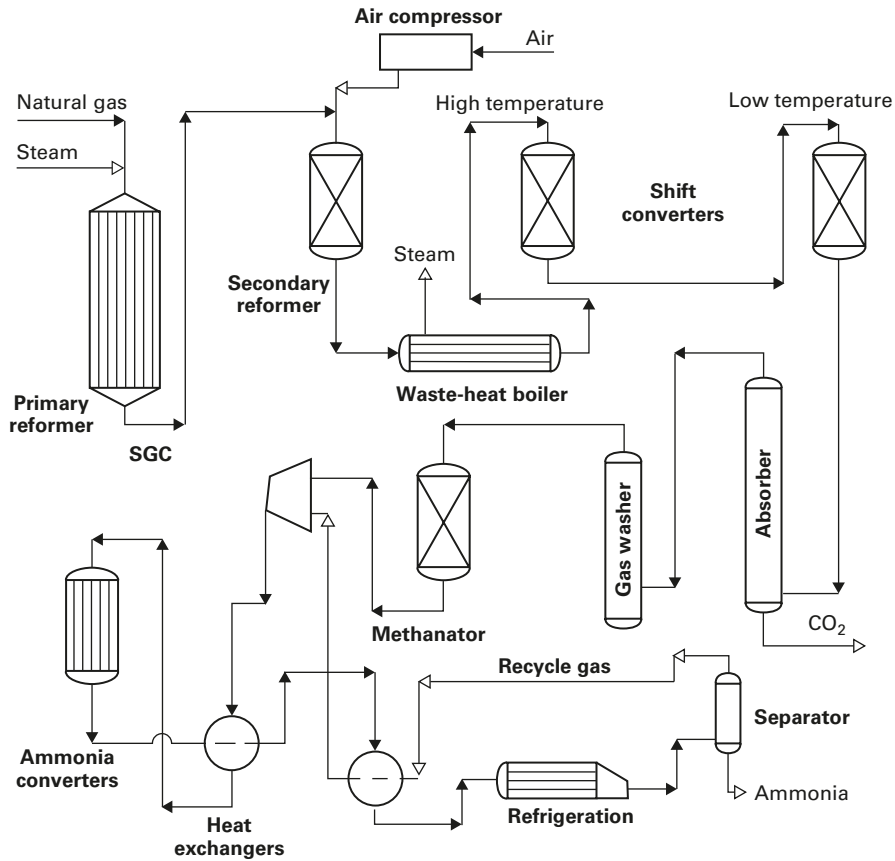 Air compressor
Air
Natural gas
High temperature
Low temperature
Steam
Shift
converters
Steam
Secondary
reformer
Waste-heat boiler
Primary
reformer
SGC
Gas washer
Absorber
CO2
Methanator
Recycle gas
Separator
Ammonia
converters
Ammonia
Refrigeration
Heat
exchangers